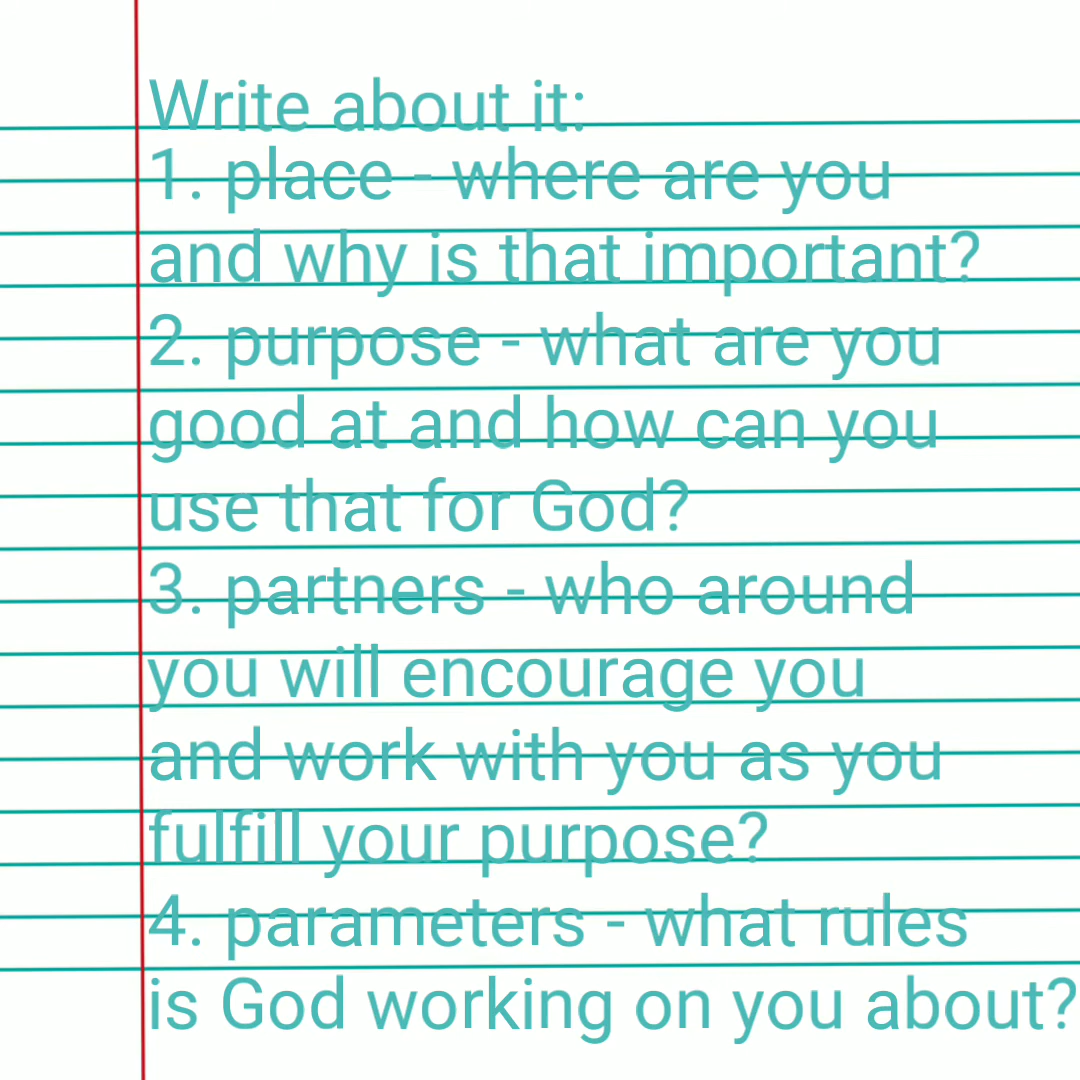 Write about it:
1. place - where are you
and why is that important?
2. purpose - what are you
good at and how can you
use that for God?
3. partners - who around
you will encourage you
and work with you as you
fulfill your purpose?
4. parameters - what rules
is God working on you about?